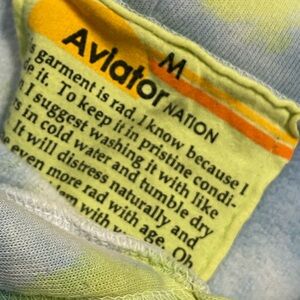 M
Aviator NATION
s garment is rad. I know because I
de it. To keep it in pristine condi-
n I suggest washing it with like
rs in cold water and tumble dry
. It will distress naturally and
e even more rad with age. Oh
with